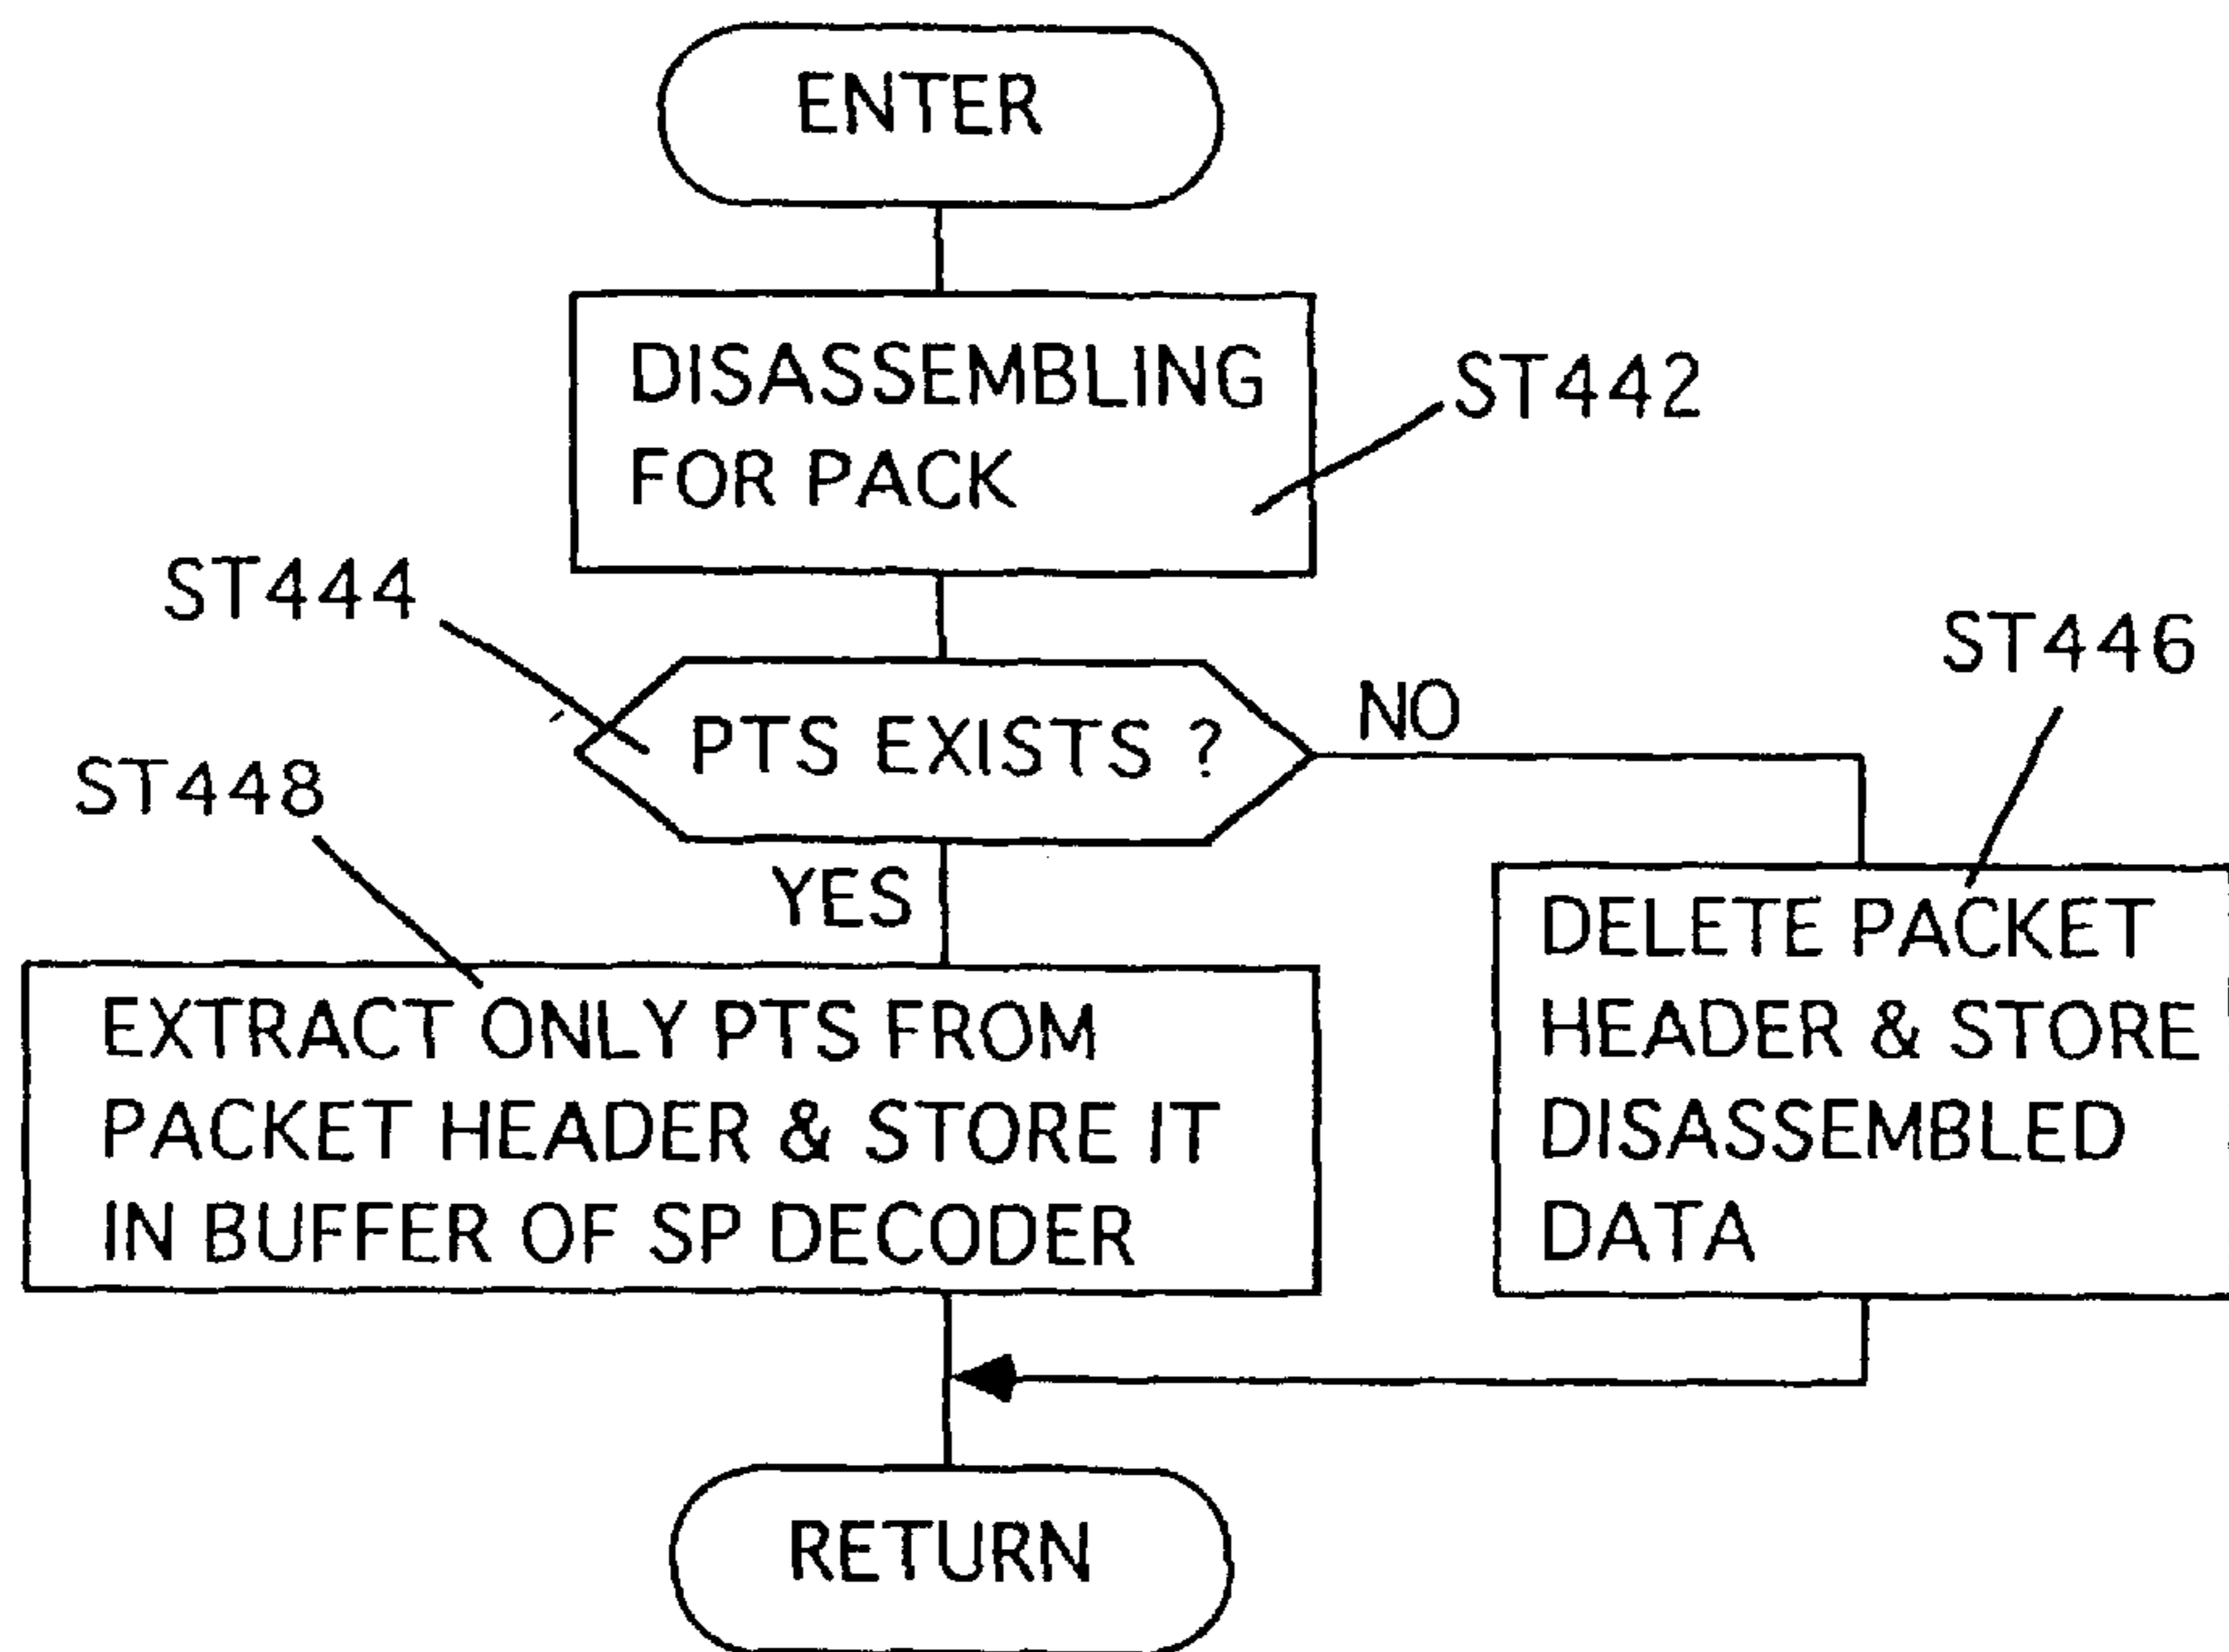 ENTER
DISASSEMBLING
FOR PACK
ST442
ST444
PTS EXISTS ?
NO
ST446
ST448
YES
EXTRACT ONLY PTS FROM
PACKET HEADER & STORE IT
IN BUFFER OF SP DECODER
DELETE PACKET
HEADER & STORE
DISASSEMBLED
DATA
RETURN